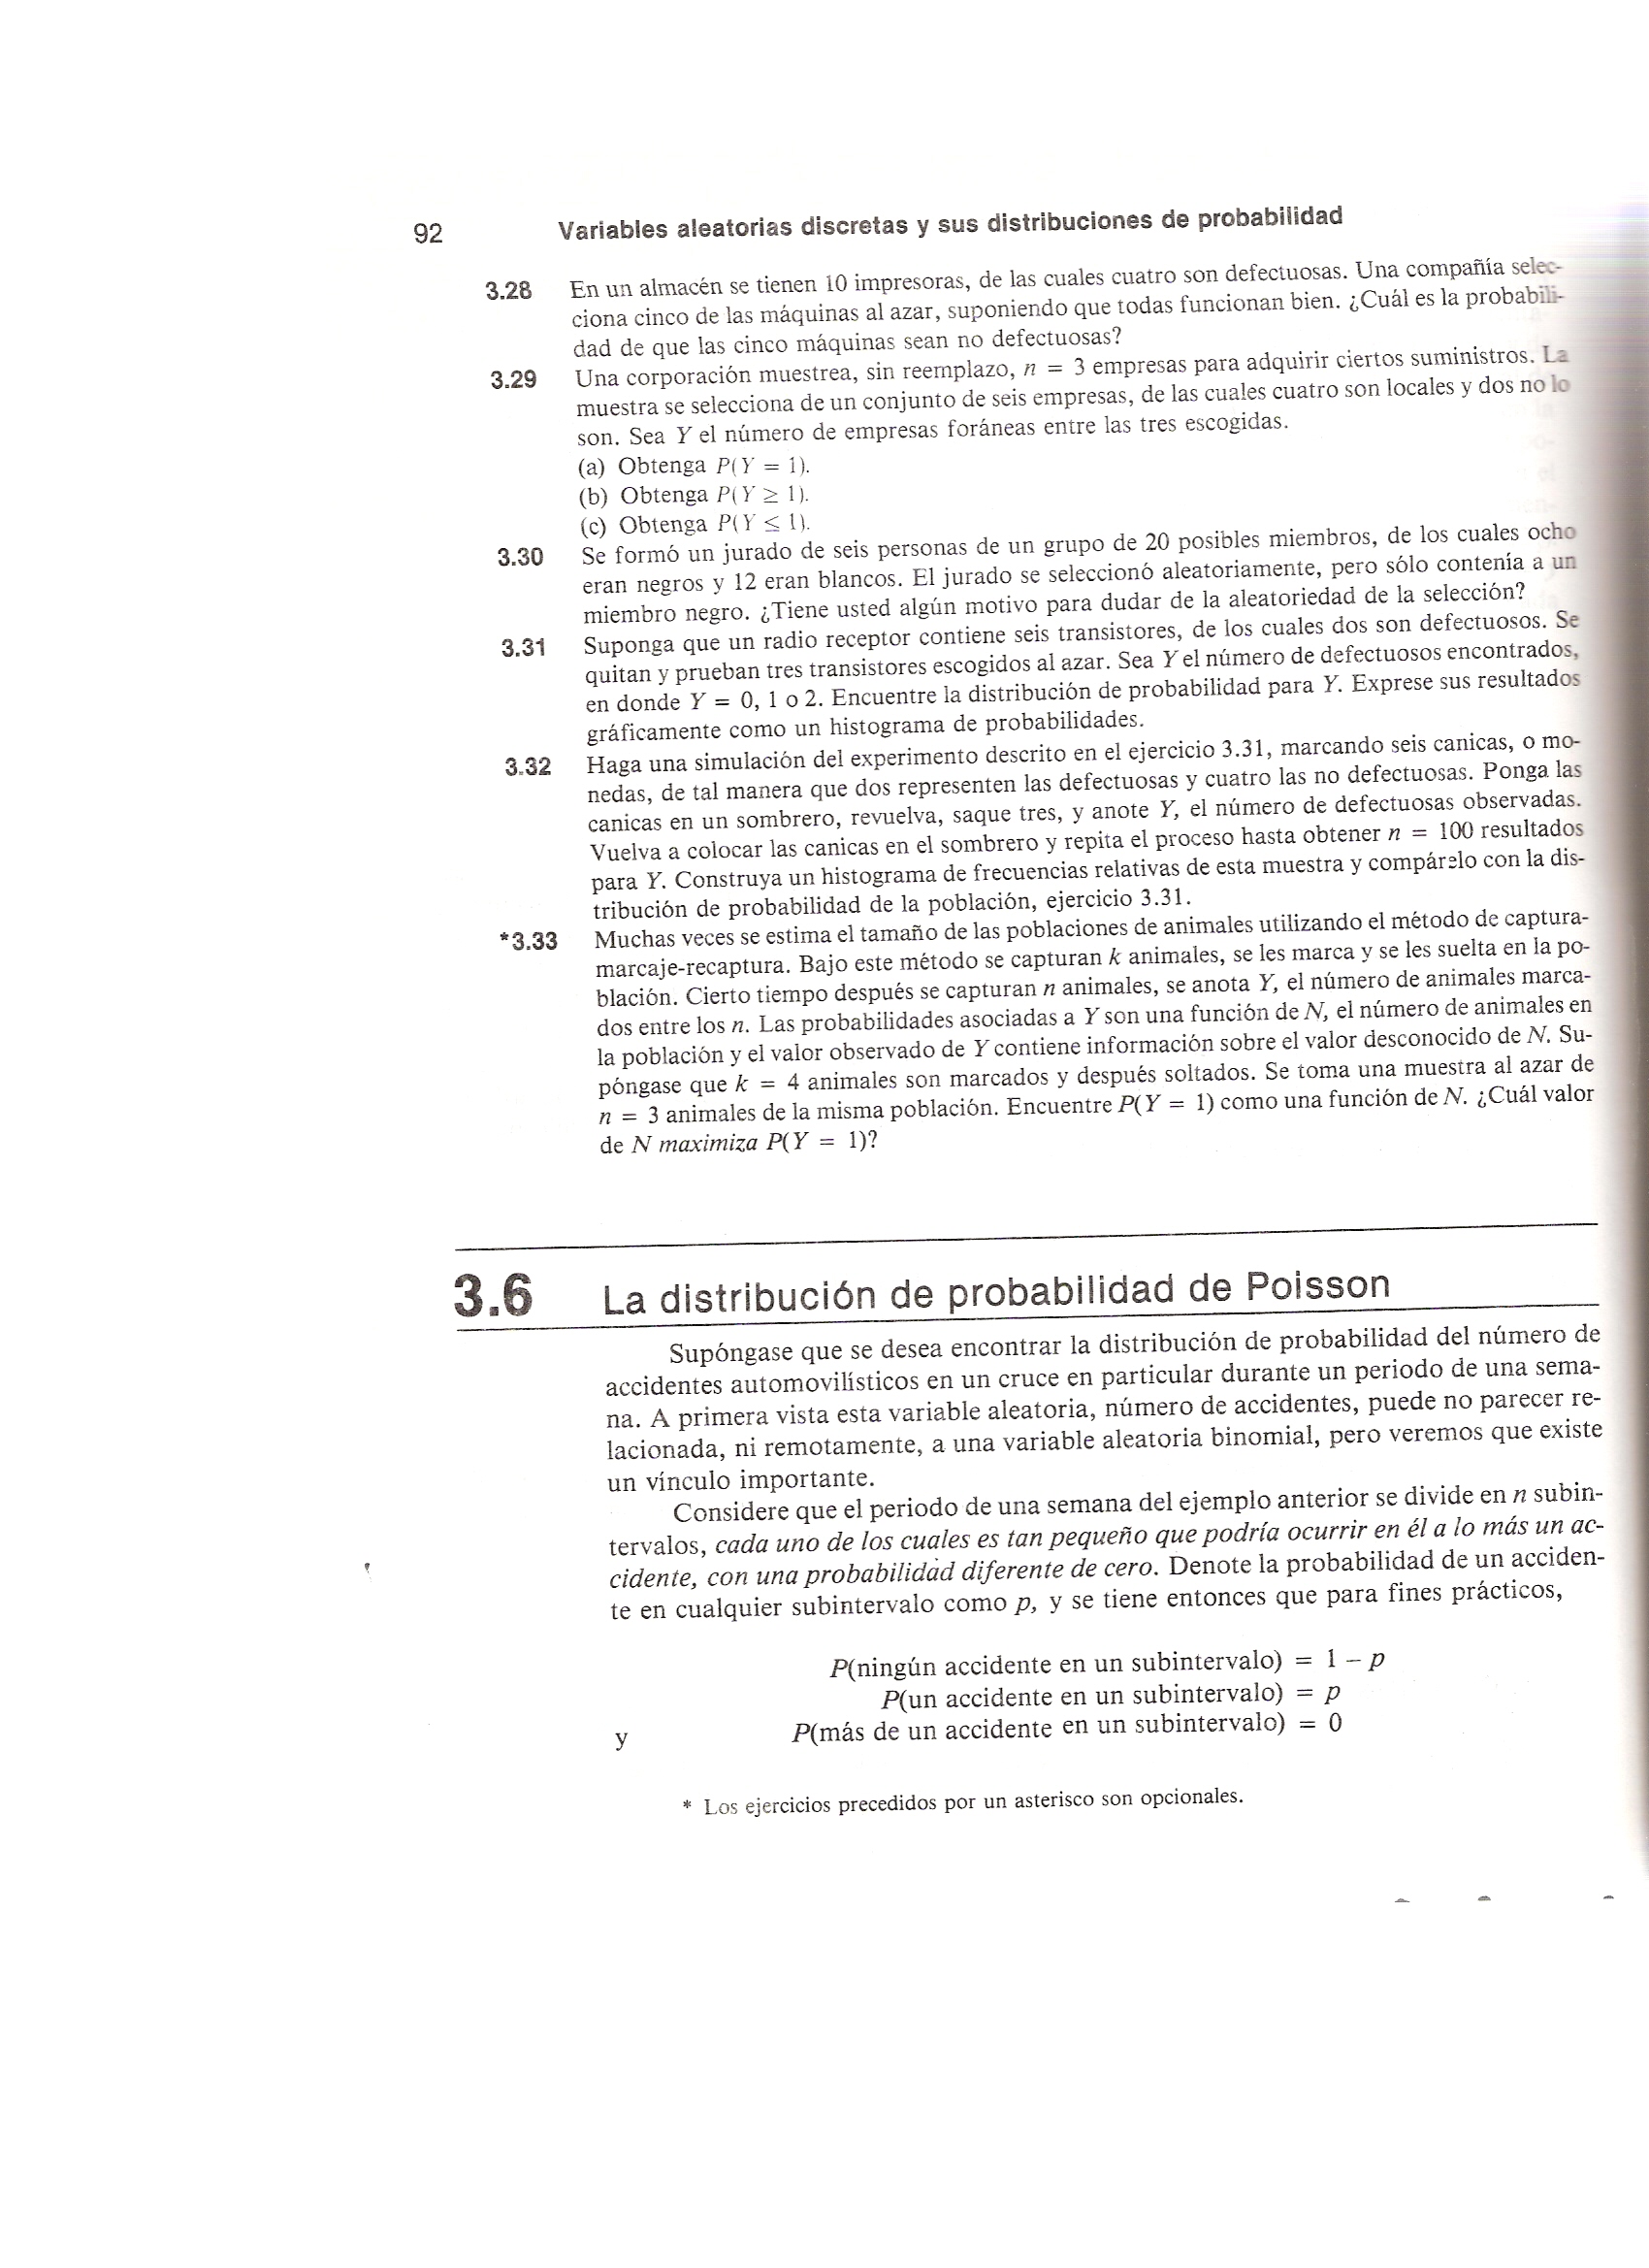 92 Variables aleatorias discretas y sus distribuciones de probabilidad
3.28 En un almacén se tienen 10 impresoras, de las cuales cuatro son defectuosas. Una compañía selec-
ciona cinco de las máquinas al azar, suponiendo que todas funcionan bien. ¿Cuál es la probabili-
dad de que las cinco máquinas sean no defectuosas?
3.29 Una corporación muestrea, sin reemplazo, n = 3 empresas para adquirir ciertos suministros. La
muestra se selecciona de un conjunto de seis empresas, de las cuales cuatro son locales y dos no lo
son. Sea Y el número de empresas foráneas entre las tres escogidas.
(a) Obtenga P(Y = 1).
(b) Obtenga P(Y ≥ 1).
(c) Obtenga P(Y ≤ 1).
3.30 Se formó un jurado de seis personas de un grupo de 20 posibles miembros, de los cuales ocho
eran negros y 12 eran blancos. El jurado se seleccionó aleatoriamente, pero sólo contenía a un
miembro negro. ¿Tiene usted algún motivo para dudar de la aleatoriedad de la selección?
3.31 Suponga que un radio receptor contiene seis transistores, de los cuales dos son defectuosos. Se
quitan y prueban tres transistores escogidos al azar. Sea Y el número de defectuosos encontrados,
en donde Y = 0, 1 o 2. Encuentre la distribución de probabilidad para Y. Exprese sus resultados
gráficamente como un histograma de probabilidades.
3.32 Haga una simulación del experimento descrito en el ejercicio 3.31, marcando seis canicas, o mo-
nedas, de tal manera que dos representen las defectuosas y cuatro las no defectuosas. Ponga las
canicas en un sombrero, revuelva, saque tres, y anote Y, el número de defectuosas observadas.
Vuelva a colocar las canicas en el sombrero y repita el proceso hasta obtener n = 100 resultados
para Y. Construya un histograma de frecuencias relativas de esta muestra y compárelo con la dis-
tribución de probabilidad de la población, ejercicio 3.31.
*3.33 Muchas veces se estima el tamaño de las poblaciones de animales utilizando el método de captura-
marcaje-recaptura. Bajo este método se capturan k animales, se les marca y se les suelta en la po-
blación. Cierto tiempo después se capturan n animales, se anota Y, el número de animales marca-
dos entre los n. Las probabilidades asociadas a Y son una función de N, el número de animales en
la población y el valor observado de Y contiene información sobre el valor desconocido de N. Su-
póngase que k = 4 animales son marcados y después soltados. Se toma una muestra al azar de
n = 3 animales de la misma población. Encuentre P(Y = 1) como una función de N. ¿Cuál valor
de N maximiza P(Y = 1)?
3.6 La distribución de probabilidad de Poisson
Supóngase que se desea encontrar la distribución de probabilidad del número de
accidentes automovilísticos en un cruce en particular durante un periodo de una sema-
na. A primera vista esta variable aleatoria, número de accidentes, puede no parecer re-
lacionada, ni remotamente, a una variable aleatoria binomial, pero veremos que existe
un vínculo importante.
Considere que el periodo de una semana del ejemplo anterior se divide en n subin-
tervalos, cada uno de los cuales es tan pequeño que podría ocurrir en él a lo más un ac-
cidente, con una probabilidad diferente de cero. Denote la probabilidad de un acciden-
te en cualquier subintervalo como p, y se tiene entonces que para fines prácticos,
P(ningún accidente en un subintervalo) = 1 – p
P(un accidente en un subintervalo) = p
y P(más de un accidente en un subintervalo) = 0
* Los ejercicios precedidos por un asterisco son opcionales.